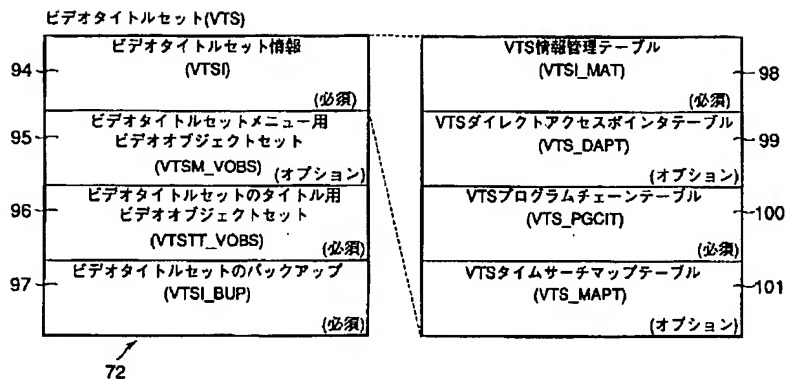 ビデオタイトルセット(VTS)
ビデオタイトルセット情報
(VTSI)
(必須)
94
ビデオタイトルセットメニュー用
ビデオオブジェクトセット
(VTSM_VOBS)
(オプション)
95
ビデオタイトルセットのタイトル用
ビデオオブジェクトセット
(VTSTT_VOBS)
(必須)
96
ビデオタイトルセットのバックアップ
(VTSI_BUP)
(必須)
97
72
VTS情報管理テーブル
(VTSI_MAT)
(必須)
98
VTSダイレクトアクセスポインタテーブル
(VTS_DAPT)
(オプション)
99
VTSプログラムチェーンテーブル
(VTS_PGCIT)
(必須)
100
VTSタイムサーチマップテーブル
(VTS_MAPT)
(オプション)
101